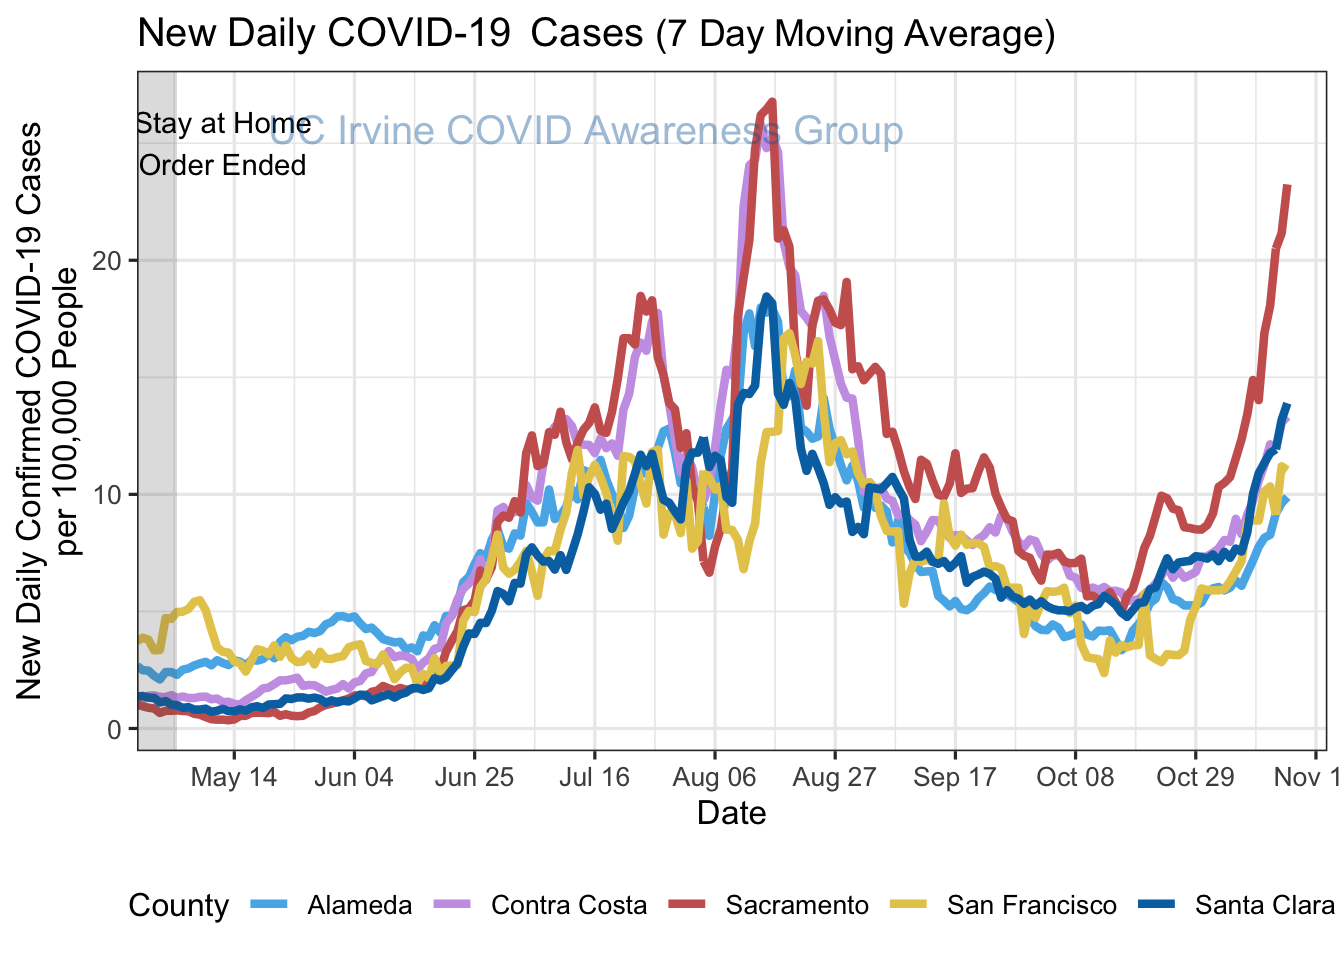 New Daily COVID-19 Cases (7 Day Moving Average)
Stay at Home
Order Ended
UC Irvine COVID Awareness Group
New Daily Confirmed COVID-19 Cases
per 100,000 People
20
10
0
May 14 Jun 04 Jun 25 Jul 16 Aug 06 Aug 27 Sep 17 Oct 08 Oct 29 Nov 1
Date
County Alameda Contra Costa Sacramento San Francisco Santa Clara